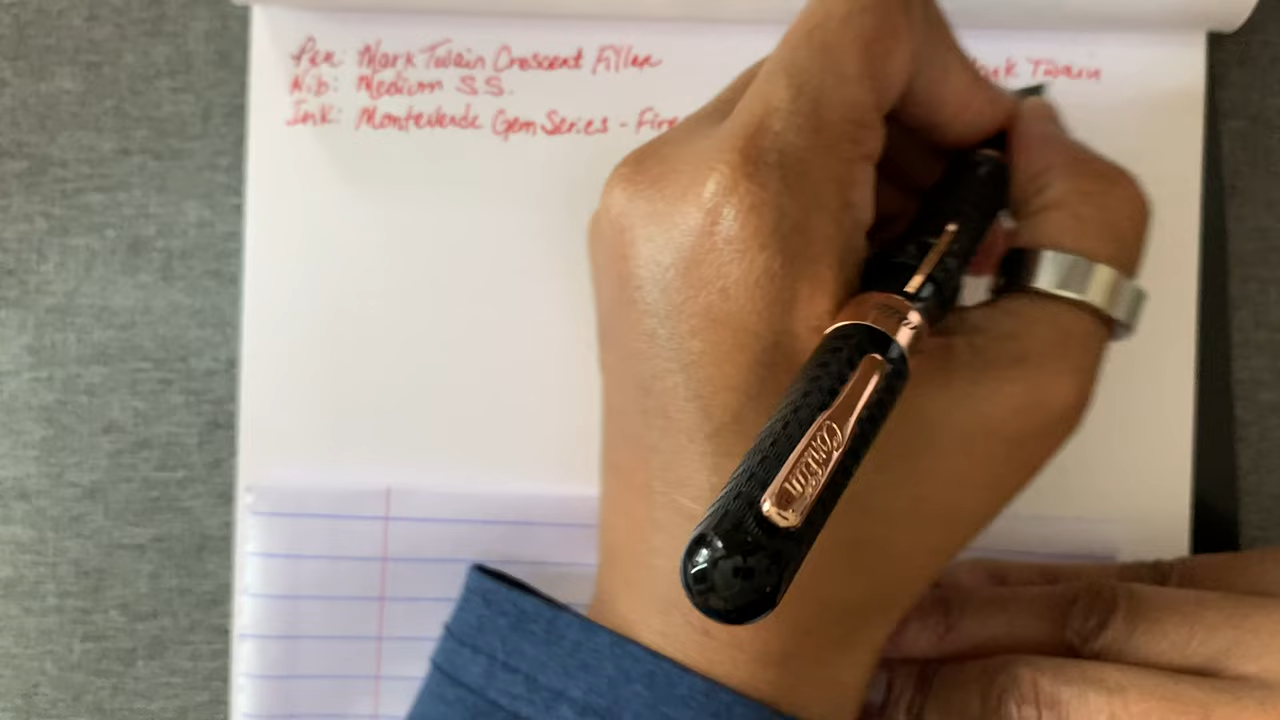 Pen: Mark Twain Crescent Filler
Mark Twain
Nib: Medium S.S.
Ink: Monteverde Gem Series - Fire
CONKLIN